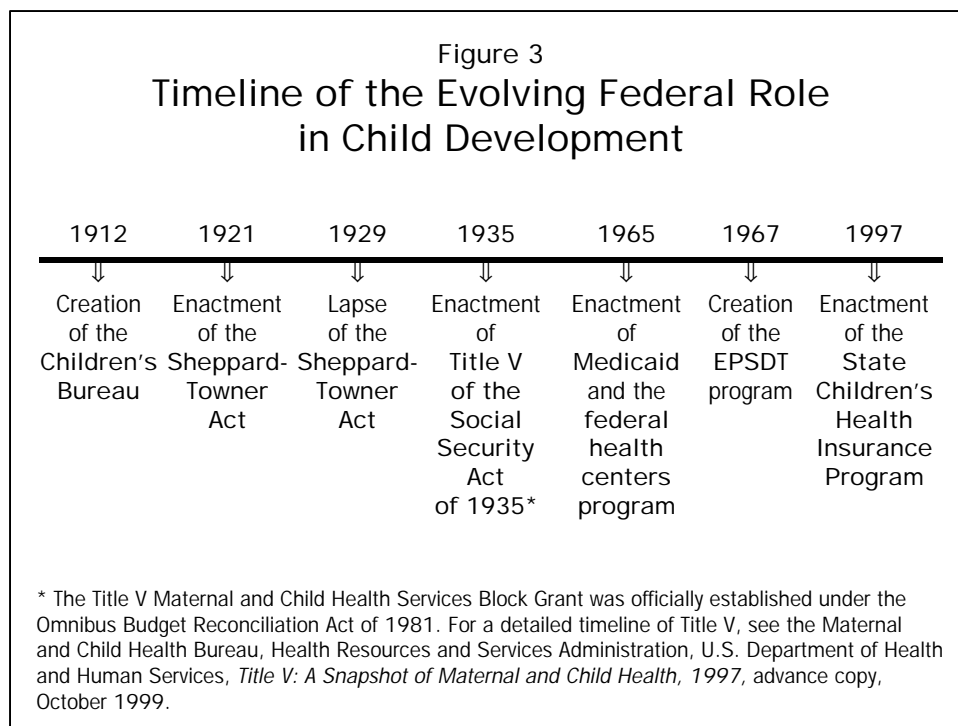 Figure 3
Timeline of the Evolving Federal Role
in Child Development
1912
Creation
of the
Children's
Bureau
1921
Enactment
of the
Sheppard-
Towner
Act
1929
Lapse
of the
Sheppard-
Towner
Act
1935
Enactment
of
Title V
of the
Social
Security
Act
of 1935*
1965
Enactment
of
Medicaid
and the
federal
health
centers
program
1967
Creation
of the
EPSDT
program
1997
Enactment
of the
State
Children's
Health
Insurance
Program
* The Title V Maternal and Child Health Services Block Grant was officially established under the
Omnibus Budget Reconciliation Act of 1981. For a detailed timeline of Title V, see the Maternal
and Child Health Bureau, Health Resources and Services Administration, U.S. Department of Health
and Human Services, Title V: A Snapshot of Maternal and Child Health, 1997, advance copy,
October 1999.